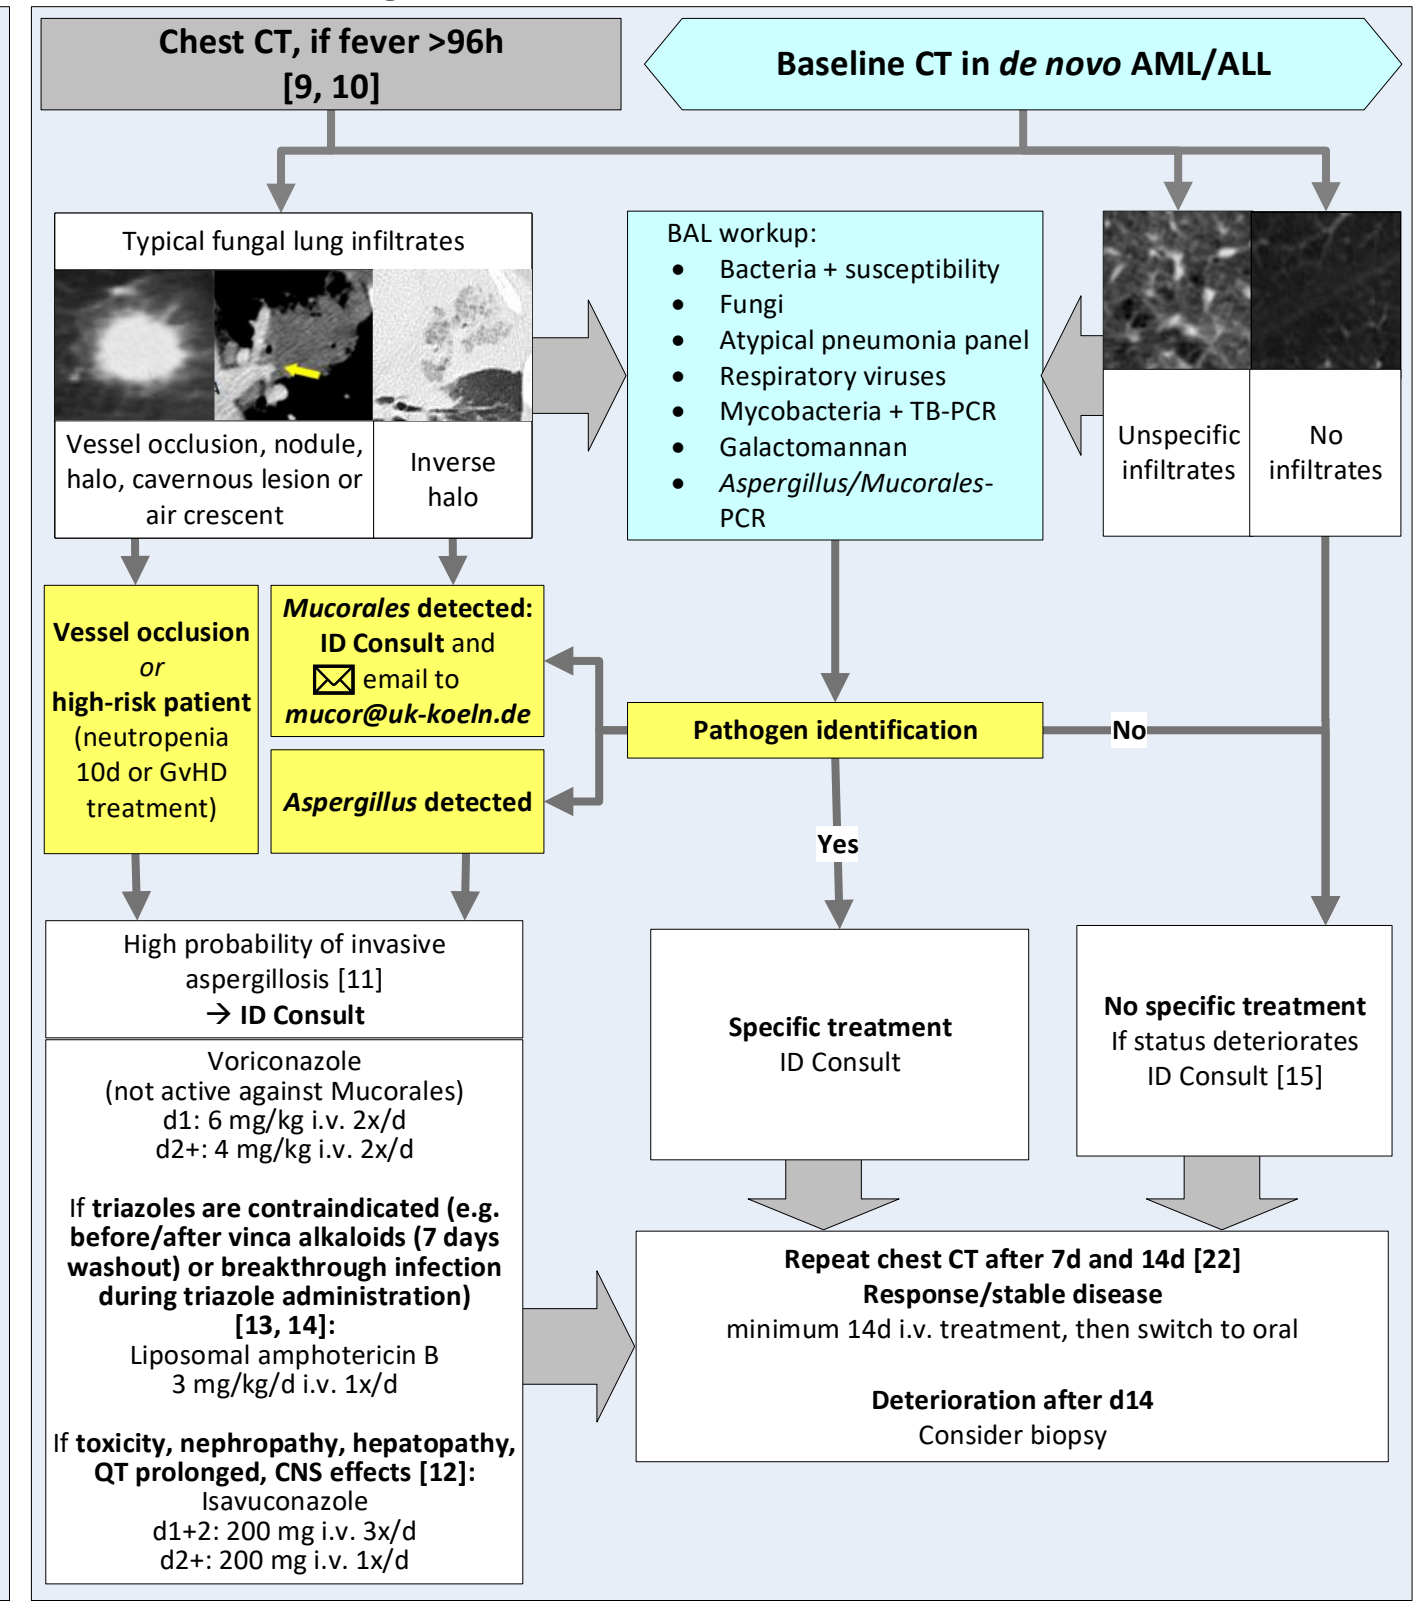 Chest CT, if fever >96h
[9, 10]
Baseline CT in de novo AML/ALL
Typical fungal lung infiltrates
Vessel occlusion, nodule,
halo, cavernous lesion or
air crescent
Inverse
halo
BAL workup:
• Bacteria + susceptibility
• Fungi
• Atypical pneumonia panel
• Respiratory viruses
• Mycobacteria + TB-PCR
• Galactomannan
• Aspergillus/Mucorales-
PCR
Unspecific
infiltrates
No
infiltrates
Vessel occlusion
or
high-risk patient
(neutropenia
10d or GvHD
treatment)
Mucorales detected:
ID Consult and
email to
mucor@uk-koeln.de
Aspergillus detected
Pathogen identification
No
Yes
High probability of invasive
aspergillosis [11]
→ ID Consult
Voriconazole
(not active against Mucorales)
d1: 6 mg/kg i.v. 2x/d
d2+: 4 mg/kg i.v. 2x/d
If triazoles are contraindicated (e.g.
before/after vinca alkaloids (7 days
washout) or breakthrough infection
during triazole administration)
[13, 14]:
Liposomal amphotericin B
3 mg/kg/d i.v. 1x/d
If toxicity, nephropathy, hepatopathy,
QT prolonged, CNS effects [12]:
Isavuconazole
d1+2: 200 mg i.v. 3x/d
d2+: 200 mg i.v. 1x/d
Specific treatment
ID Consult
No specific treatment
If status deteriorates
ID Consult [15]
Repeat chest CT after 7d and 14d [22]
Response/stable disease
minimum 14d i.v. treatment, then switch to oral
Deterioration after d14
Consider biopsy